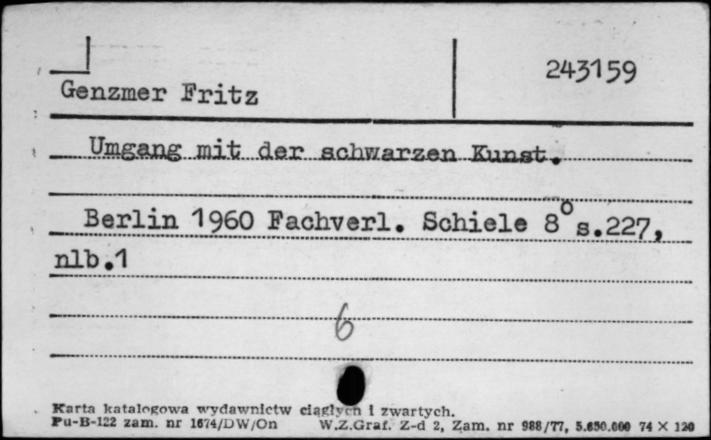 243159
Genzmer Fritz
Umgang mit der schwarzen Kunst.
Berlin 1960 Fachverl. Schiele 8° s.227,
nlb.1
6
Karta katalogowa wydawnictw ciągłych i zwartych.
Pu-B-122 zam. nr 1674/DW/On W.Z.Graf. Z-d 2, Zam. nr 988/77, 5.650.000 74 × 120